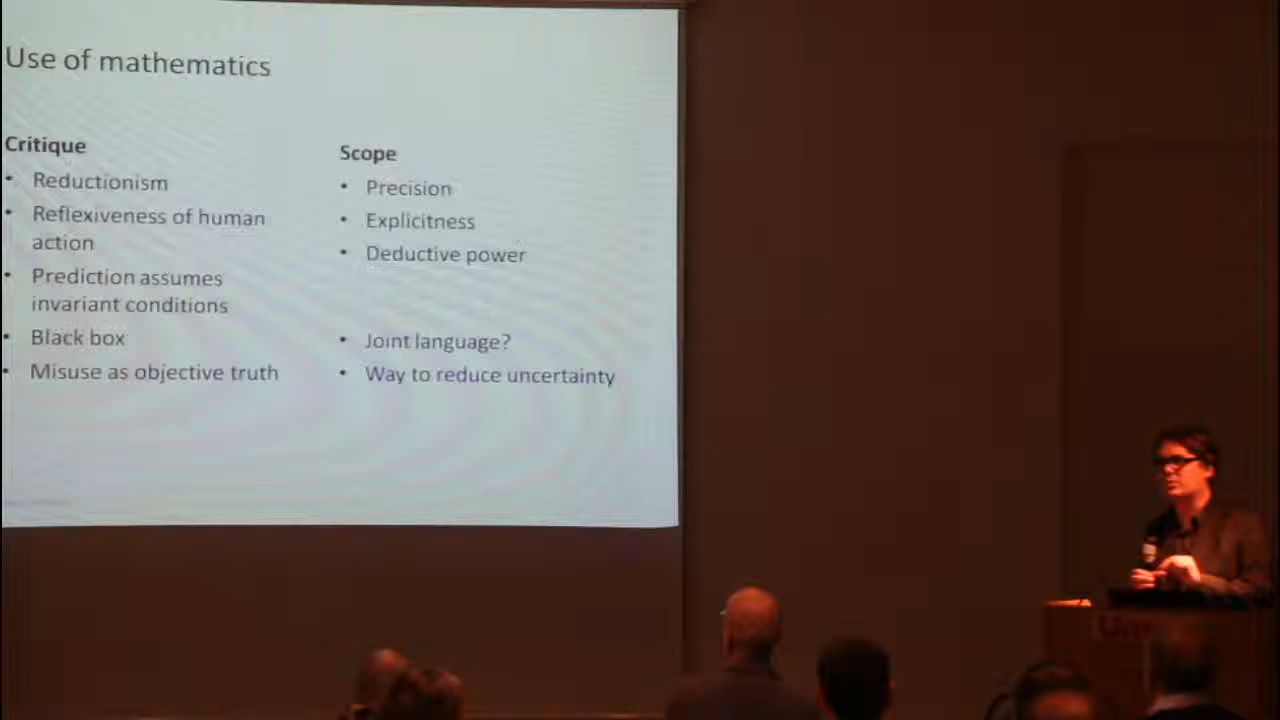 Use of mathematics
Critique
• Reductionism
• Reflexiveness of human
action
• Prediction assumes
invariant conditions
• Black box
• Misuse as objective truth
Scope
• Precision
• Explicitness
• Deductive power
• Joint language?
• Way to reduce uncertainty